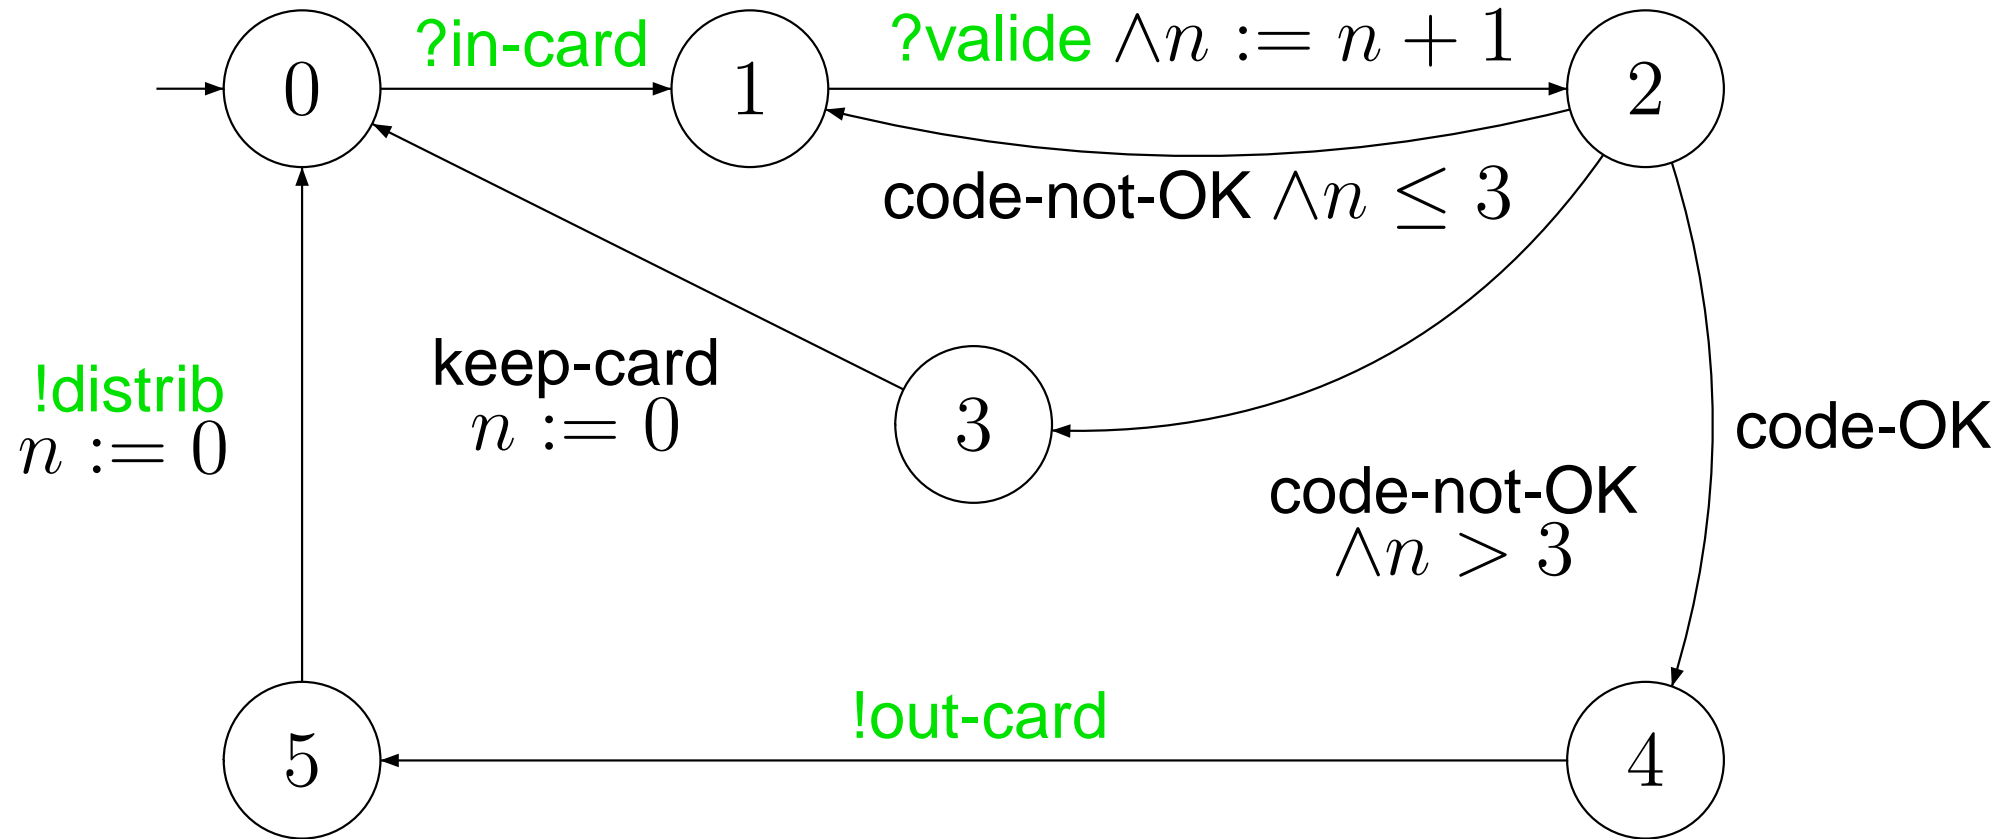 ?in-card
?valide ∧n := n + 1
0
1
2
code-not-OK ∧n ≤ 3
keep-card
n := 0
!distrib
n := 0
3
code-OK
code-not-OK
∧n > 3
!out-card
5
4